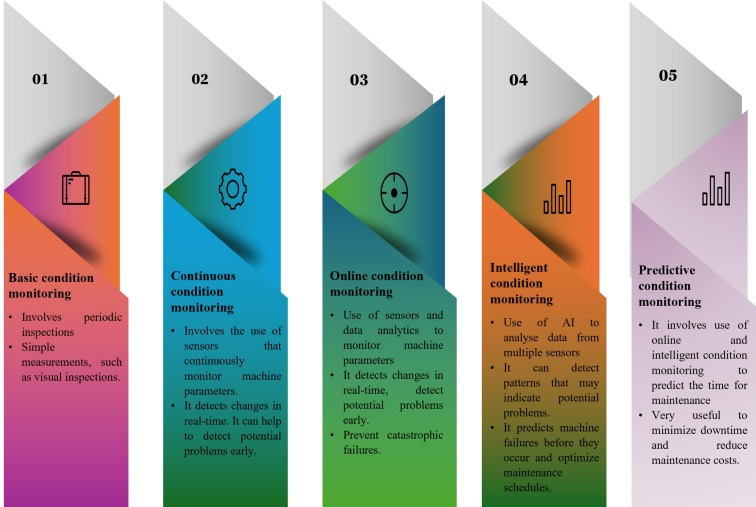 01
Basic condition
monitoring
• Involves periodic
inspections
• Simple
measurements, such
as visual inspections.
02
Continuous
condition
monitoring
• Involves the use of
sensors that
continuously
monitor machine
parameters.
• It detects changes in
real-time. It can help
to detect potential
problems early.
03
Online condition
monitoring
• Use of sensors and
data analytics to
monitor machine
parameters
• It detects changes in
real-time, detect
potential problems
early.
• Prevent catastrophic
failures.
04
Intelligent
condition
monitoring
• Use of AI to
analyse data from
multiple sensors
• It can detect
patterns that may
indicate potential
problems.
• It predicts machine
failures before they
occur and optimize
maintenance
schedules.
05
Predictive
condition
monitoring
• It involves use of
online and
intelligent condition
monitoring to
predict the time for
maintenance
• Very useful to
minimize downtime
and reduce
maintenance costs.